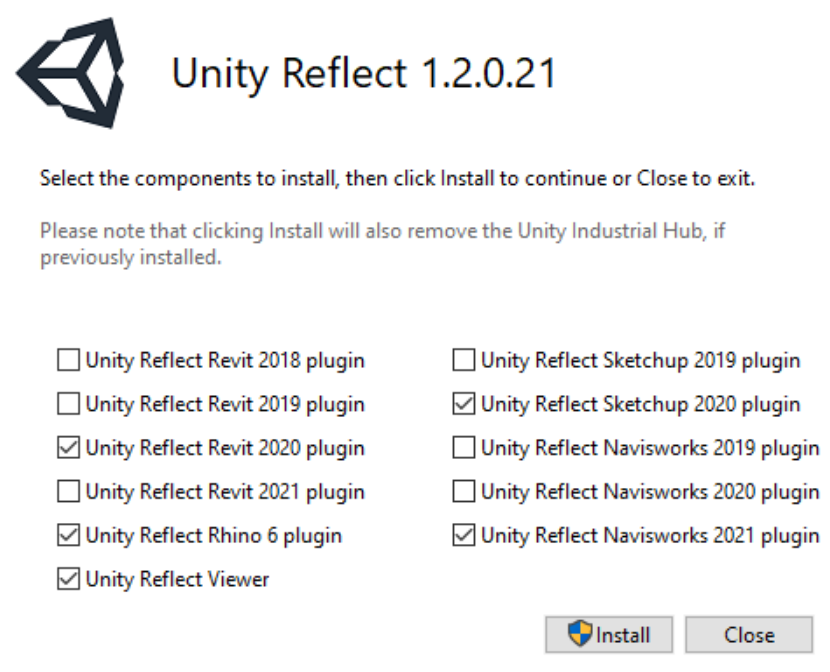 Unity Reflect 1.2.0.21
Select the components to install, then click Install to continue or Close to exit.
Please note that clicking Install will also remove the Unity Industrial Hub, if
previously installed.
Unity Reflect Revit 2018 plugin
Unity Reflect Revit 2019 plugin
Unity Reflect Revit 2020 plugin
Unity Reflect Revit 2021 plugin
Unity Reflect Rhino 6 plugin
Unity Reflect Viewer
Unity Reflect Sketchup 2019 plugin
Unity Reflect Sketchup 2020 plugin
Unity Reflect Navisworks 2019 plugin
Unity Reflect Navisworks 2020 plugin
Unity Reflect Navisworks 2021 plugin
Install
Close